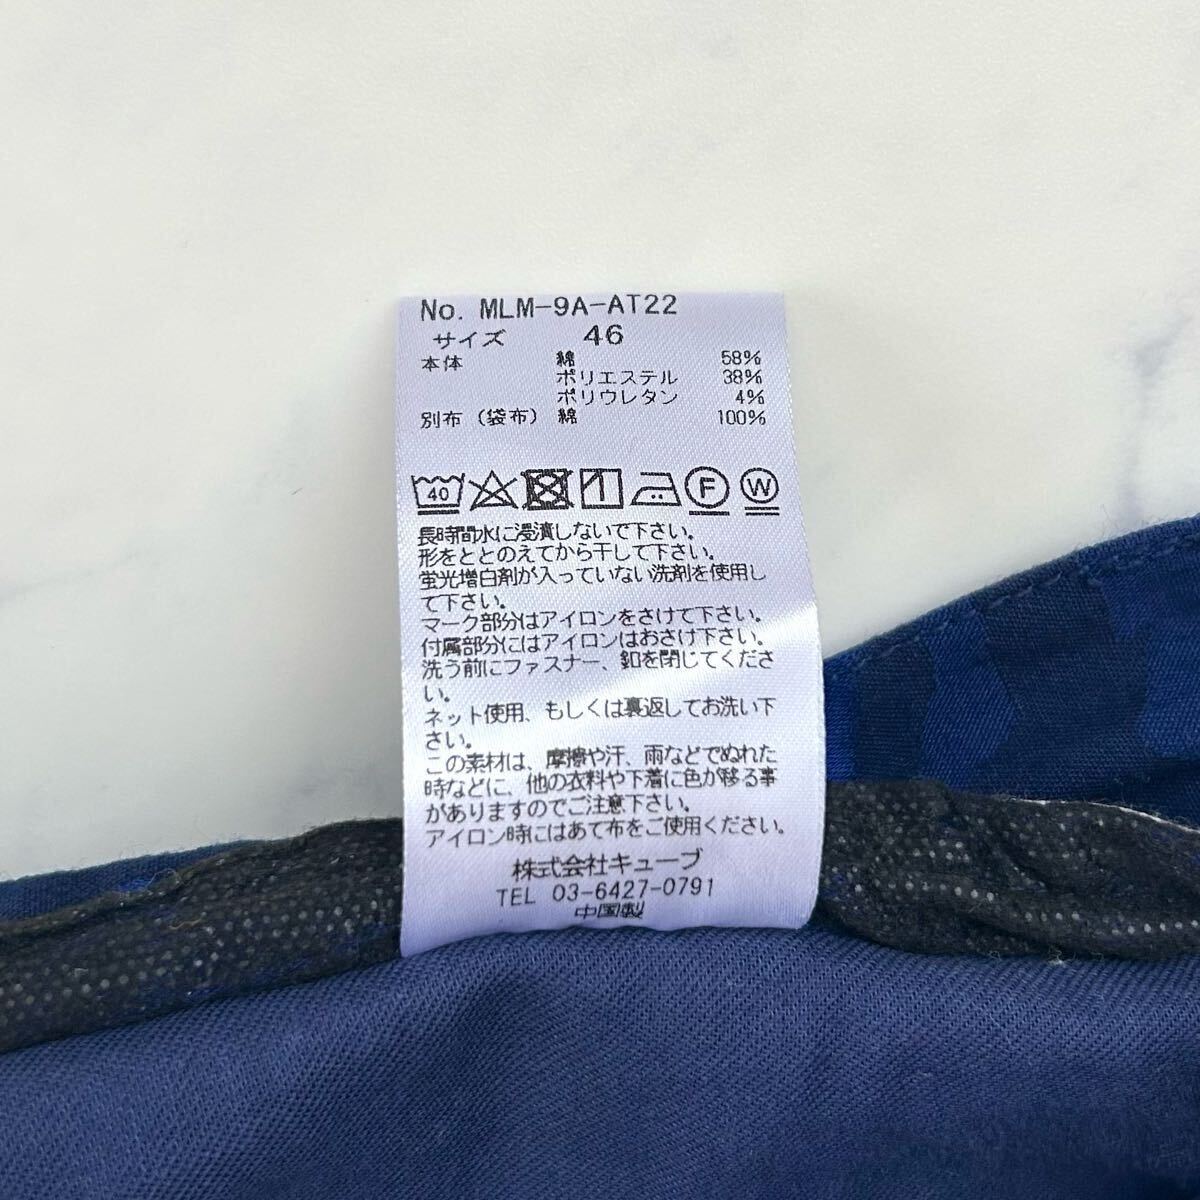 No. MLM-9A-AT22
サイズ 46
本体 綿 58%
ポリエステル 38%
ポリウレタン 4%
別布（袋布） 綿 100%
40 F W
長時間水に浸漬しないで下さい。
形をととのえてから干して下さい。
蛍光増白剤が入っていない洗剤を使用し
て下さい。
マーク部分はアイロンをさけて下さい。
付属部分にはアイロンはおさけ下さい。
洗う前にファスナー、釦を閉じてくださ
い。
ネット使用、もしくは裏返してお洗い下
さい。
この素材は、摩擦や汗、雨などでぬれた
時などに、他の衣料や下着に色が移る事
がありますのでご注意下さい。
アイロン時にはあて布をご使用ください。
株式会社キューブ
TEL 03-6427-0791
中国製